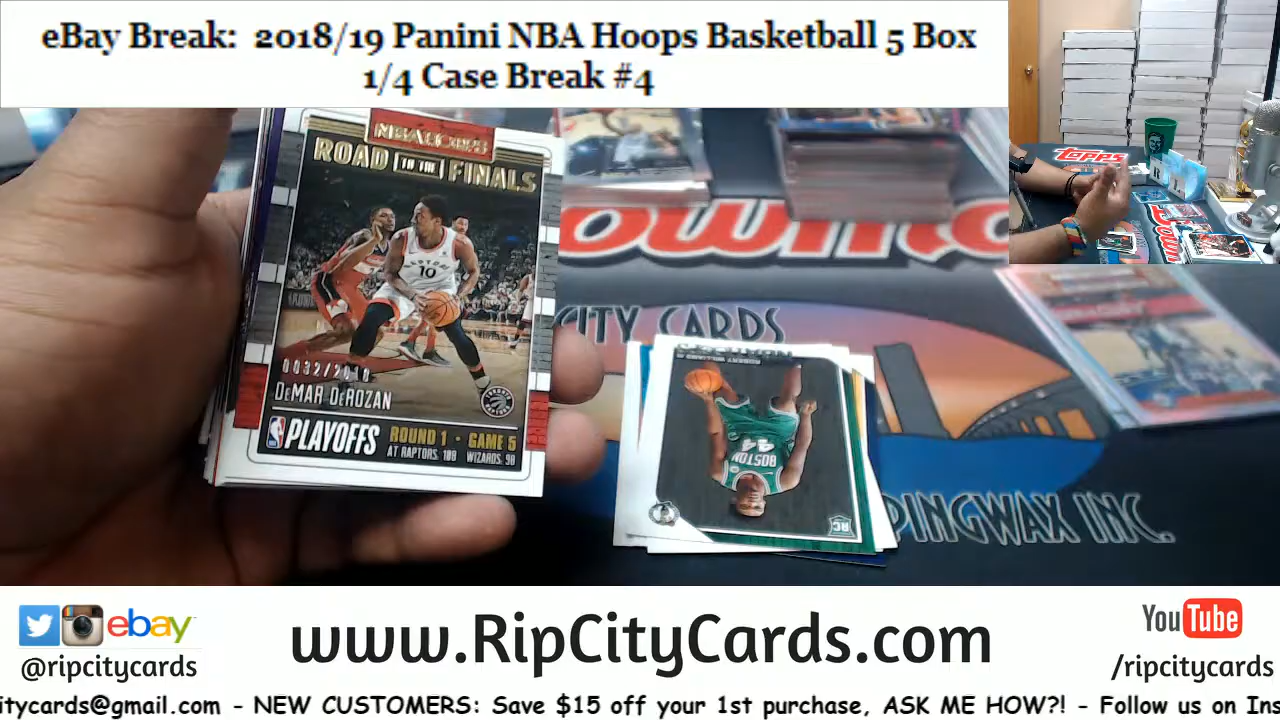 eBay Break: 2018/19 Panini NBA Hoops Basketball 5 Box
1/4 Case Break #4
NBA HOOPS
ROAD TO THE FINALS
10
0032/2018
DeMAR DeROZAN
PLAYOFFS
ROUND 1 • GAME 5
AT RAPTORS, 108 WIZARDS, 98
CITY CARDS
BOSTON
44
RC
PINGWAX INC.
Topps
ebay
@ripcitycards
www.RipCityCards.com
YouTube
/ripcitycards
itycards@gmail.com - NEW CUSTOMERS: Save $15 off your 1st purchase, ASK ME HOW?! - Follow us on Ins